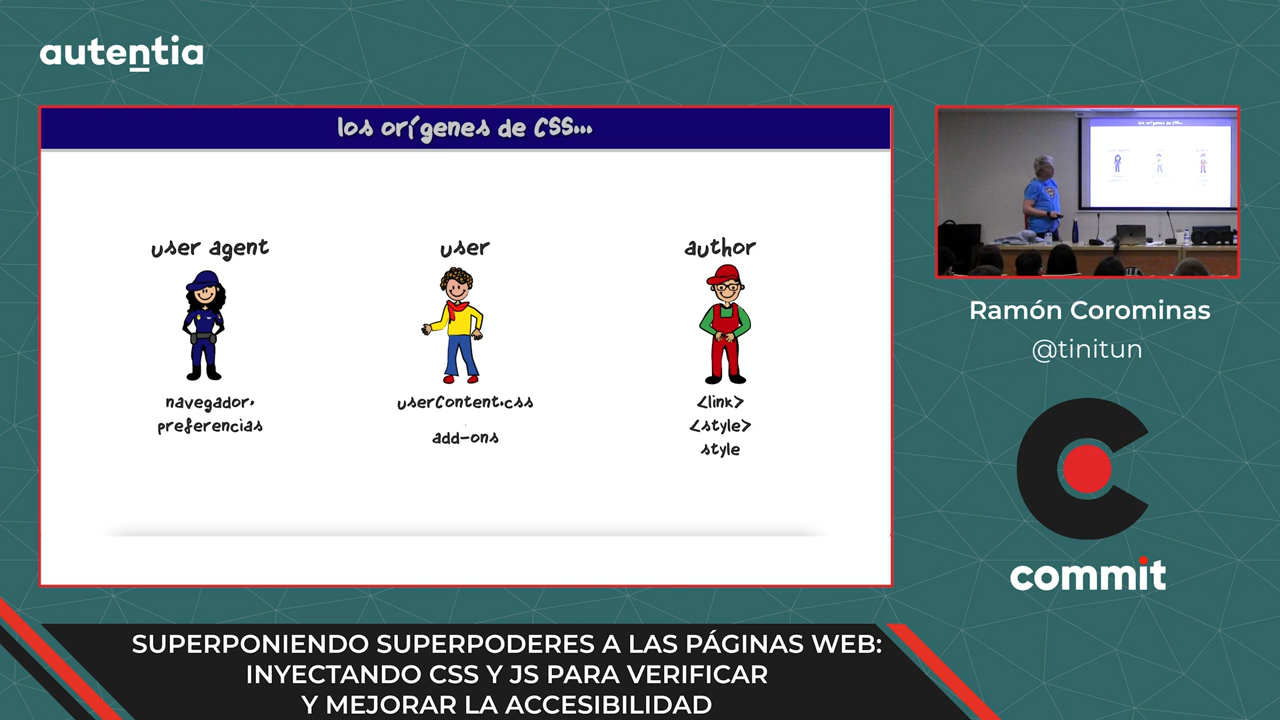 autentia
los orígenes de CSS...
user agent
user
author
navegador,
preferencias
userContent.css
add-ons
<link>
<style>
style
Ramón Corominas
@tinitun
commit
SUPERPONIENDO SUPERPODERES A LAS PÁGINAS WEB:
INYECTANDO CSS Y JS PARA VERIFICAR
Y MEJORAR LA ACCESIBILIDAD